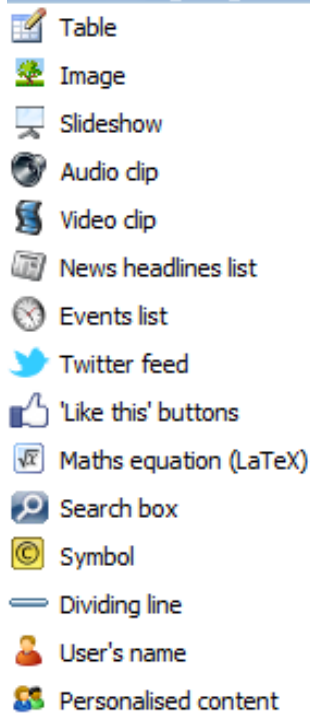 Table
Image
Slideshow
Audio clip
Video clip
News headlines list
Events list
Twitter feed
'Like this' buttons
√x Maths equation (LaTeX)
Search box
© Symbol
Dividing line
User's name
Personalised content